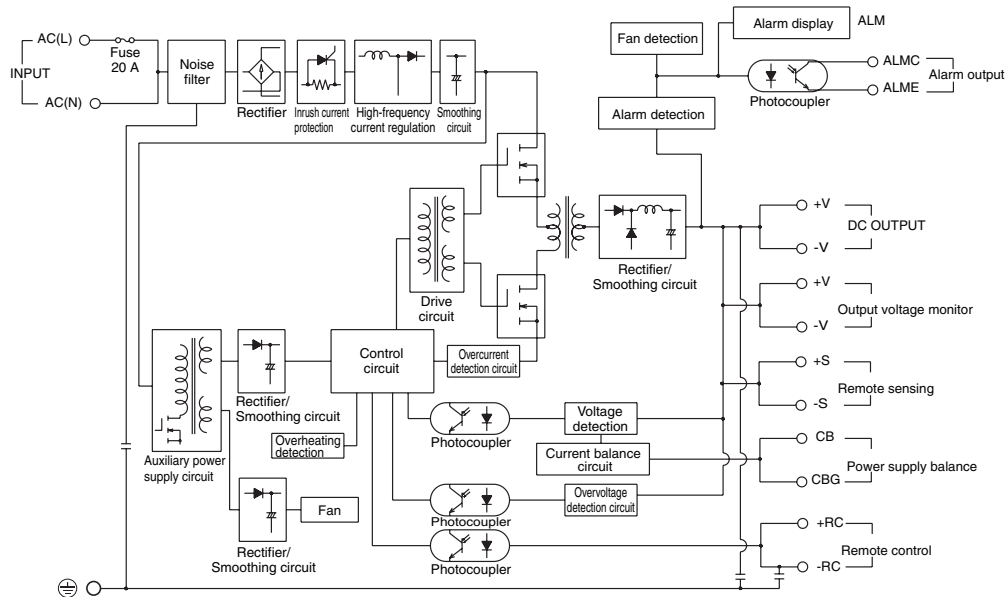 AC(L)
INPUT
AC(N)
Fuse
20 A
Noise
filter
Rectifier
Inrush current
protection
High-frequency
current regulation
Smoothing
circuit
Fan detection
Alarm display
ALM
ALMC
ALME
Alarm output
Photocoupler
Alarm detection
Drive
circuit
Rectifier/
Smoothing circuit
+V
-V
DC OUTPUT
+V
-V
Output voltage monitor
+S
-S
Remote sensing
CB
CBG
Power supply balance
+RC
-RC
Remote control
Auxiliary power
supply circuit
Rectifier/
Smoothing circuit
Control
circuit
Overcurrent
detection circuit
Overheating
detection
Photocoupler
Voltage
detection
Current balance
circuit
Photocoupler
Overvoltage
detection circuit
Photocoupler
Fan
Rectifier/
Smoothing circuit